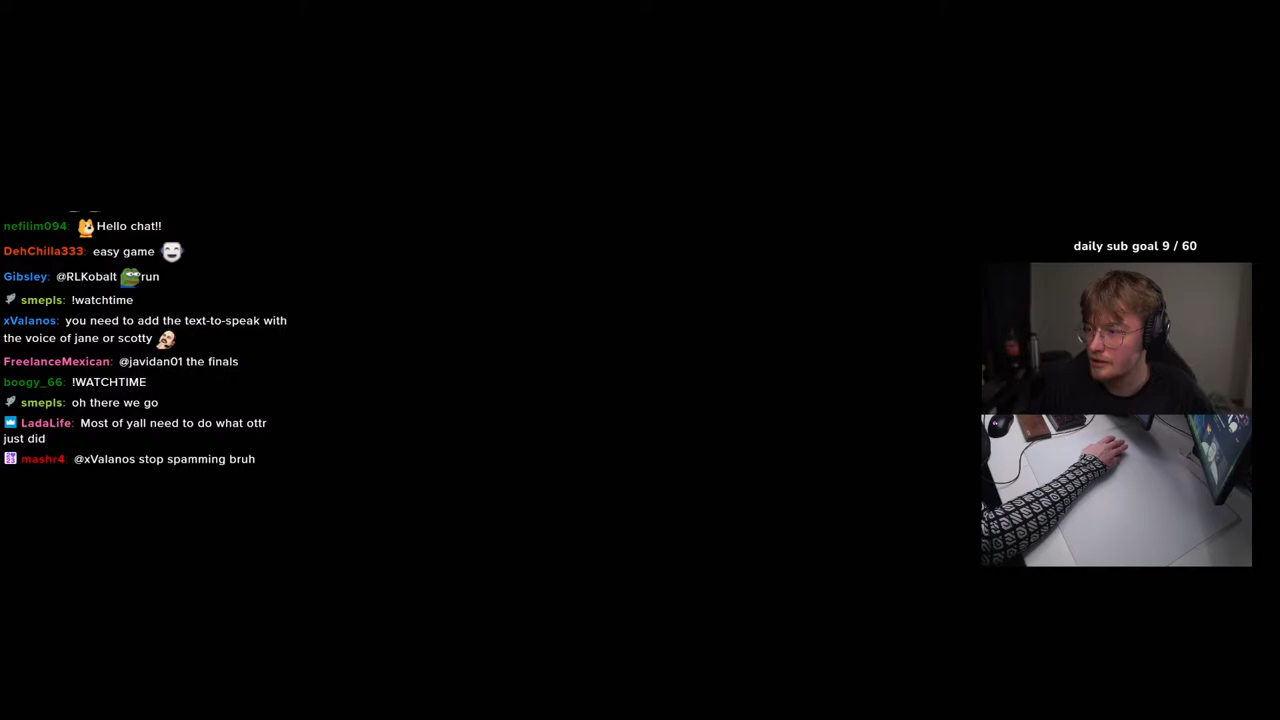 nefilim094: Hello chat!!
DehChilla333: easy game
Gibsley: @RLKobalt run
smepls: !watchtime
xValanos: you need to add the text-to-speak with
the voice of jane or scotty
FreelanceMexican: @javidan01 the finals
boogy_66: !WATCHTIME
smepls: oh there we go
LadaLife: Most of yall need to do what ottr
just did
mashr4: @xValanos stop spamming bruh
daily sub goal 9 / 60